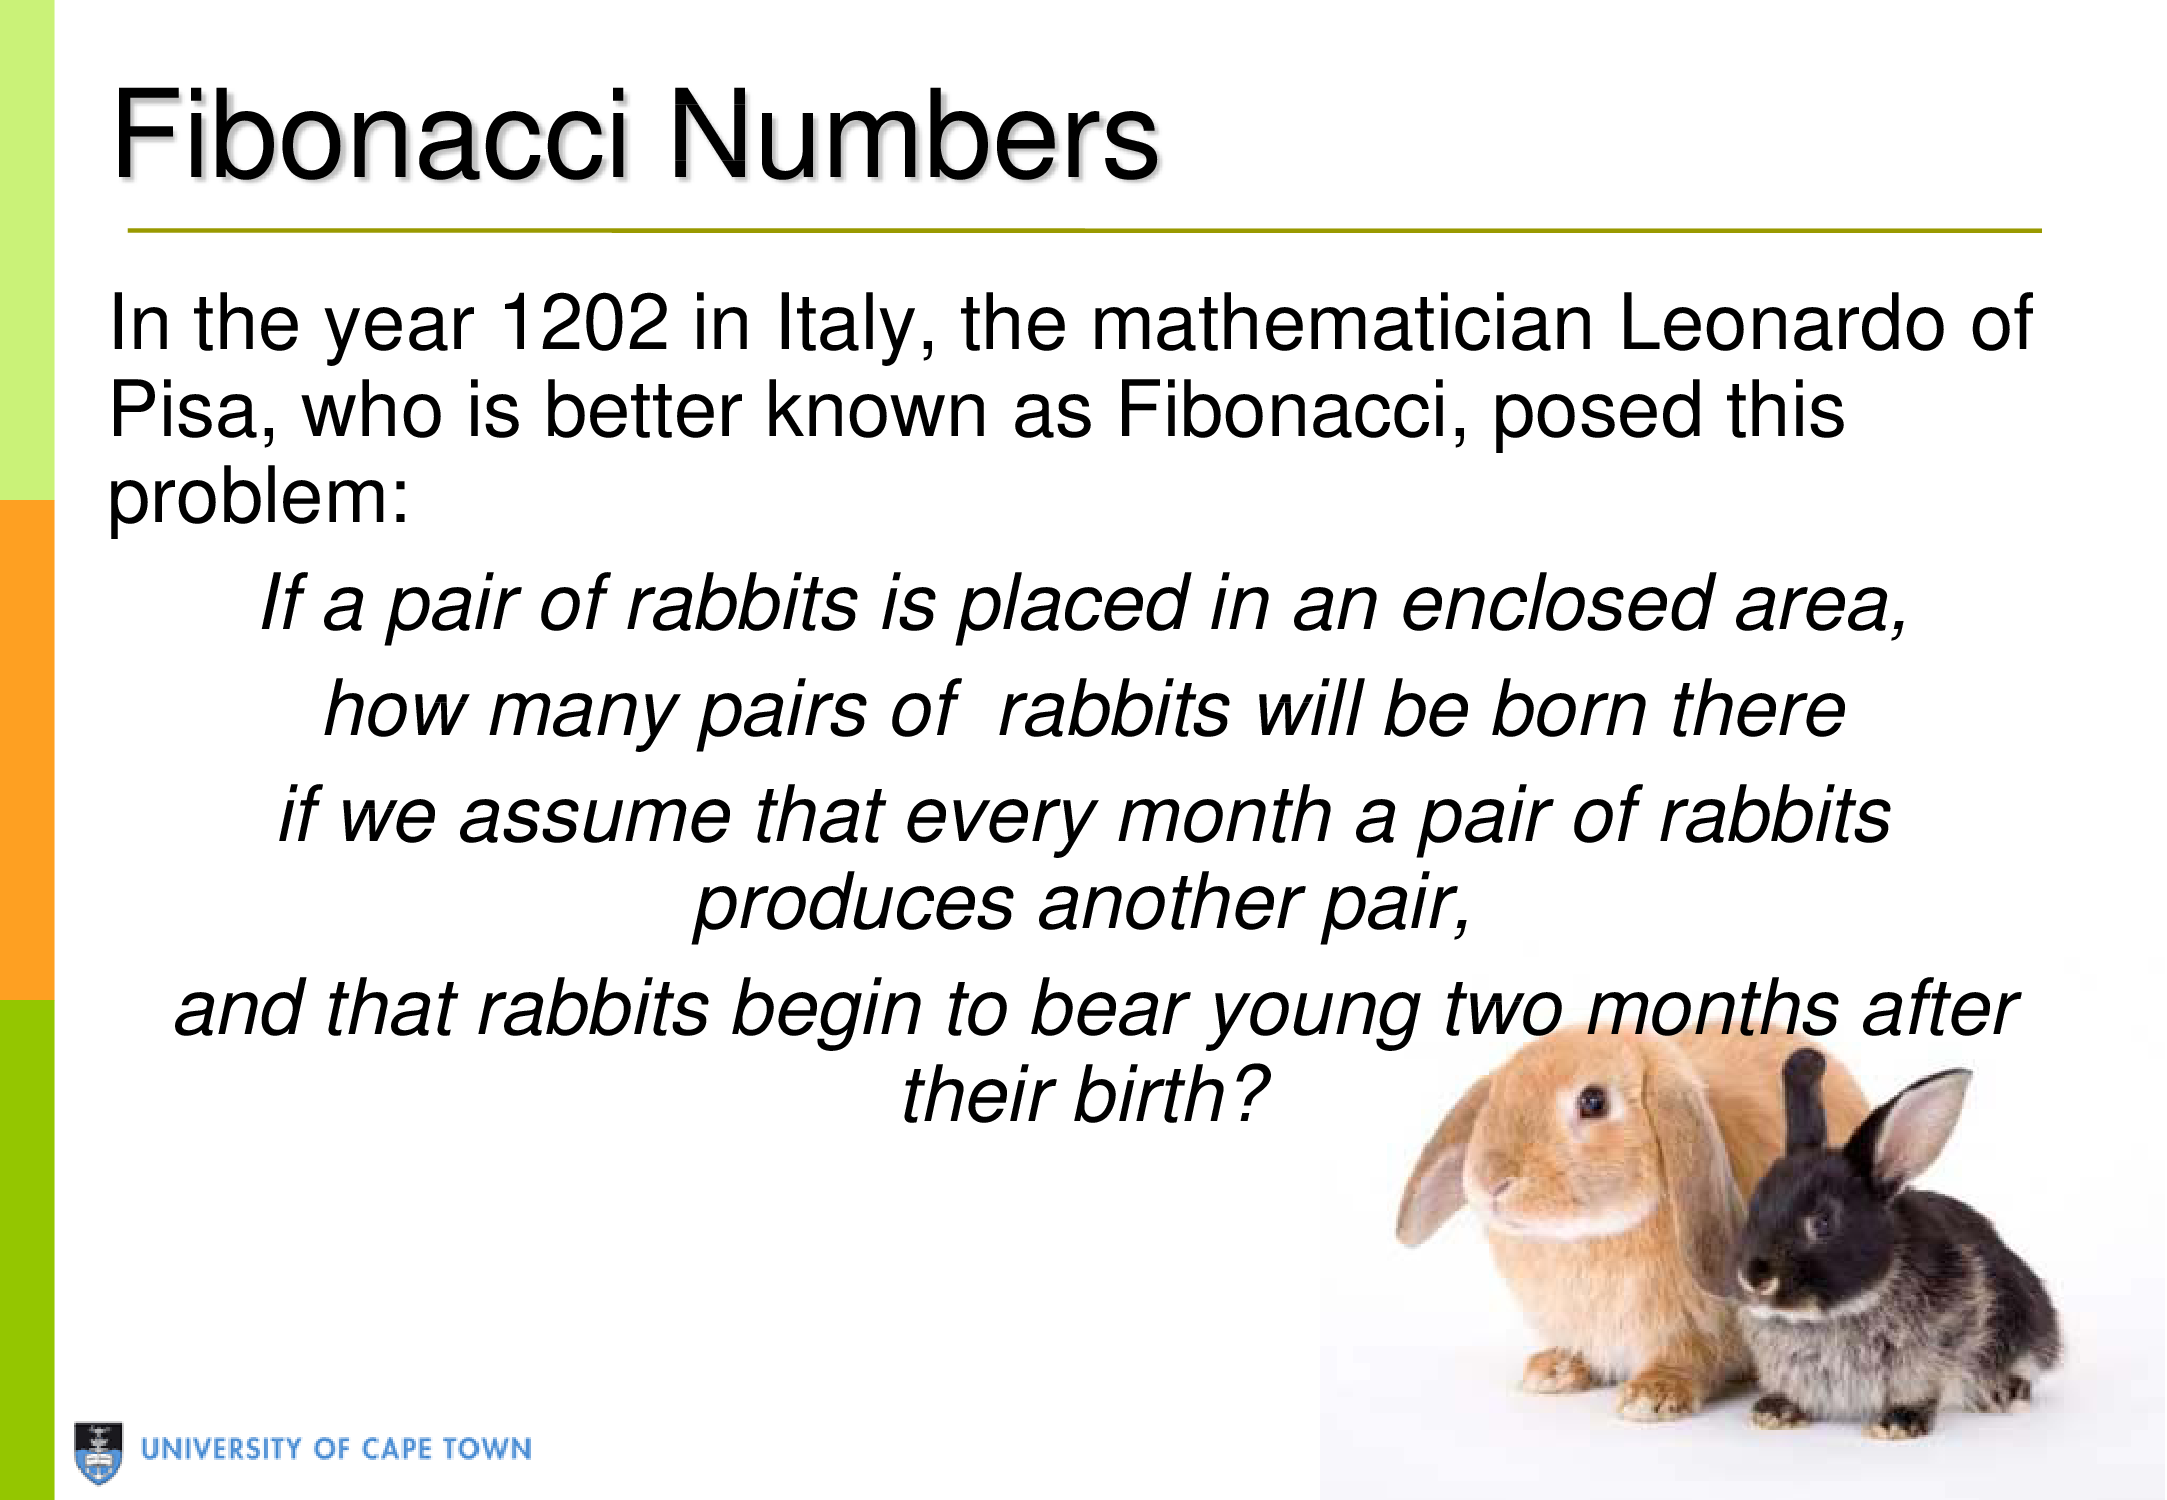 Fibonacci Numbers
In the year 1202 in Italy, the mathematician Leonardo of
Pisa, who is better known as Fibonacci, posed this
problem:
If a pair of rabbits is placed in an enclosed area,
how many pairs of  rabbits will be born there
if we assume that every month a pair of rabbits
produces another pair,
and that rabbits begin to bear young two months after
their birth?
UNIVERSITY OF CAPE TOWN